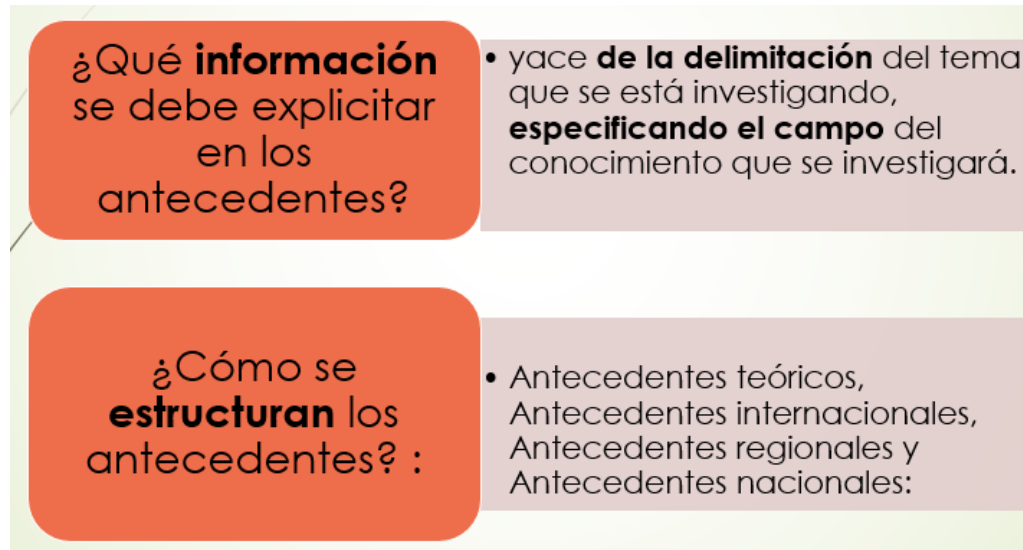 ¿Qué información
se debe explicitar
en los
antecedentes?
• yace de la delimitación del tema
que se está investigando,
especificando el campo del
conocimiento que se investigará.
¿Cómo se
estructuran los
antecedentes? :
• Antecedentes teóricos,
Antecedentes internacionales,
Antecedentes regionales y
Antecedentes nacionales: